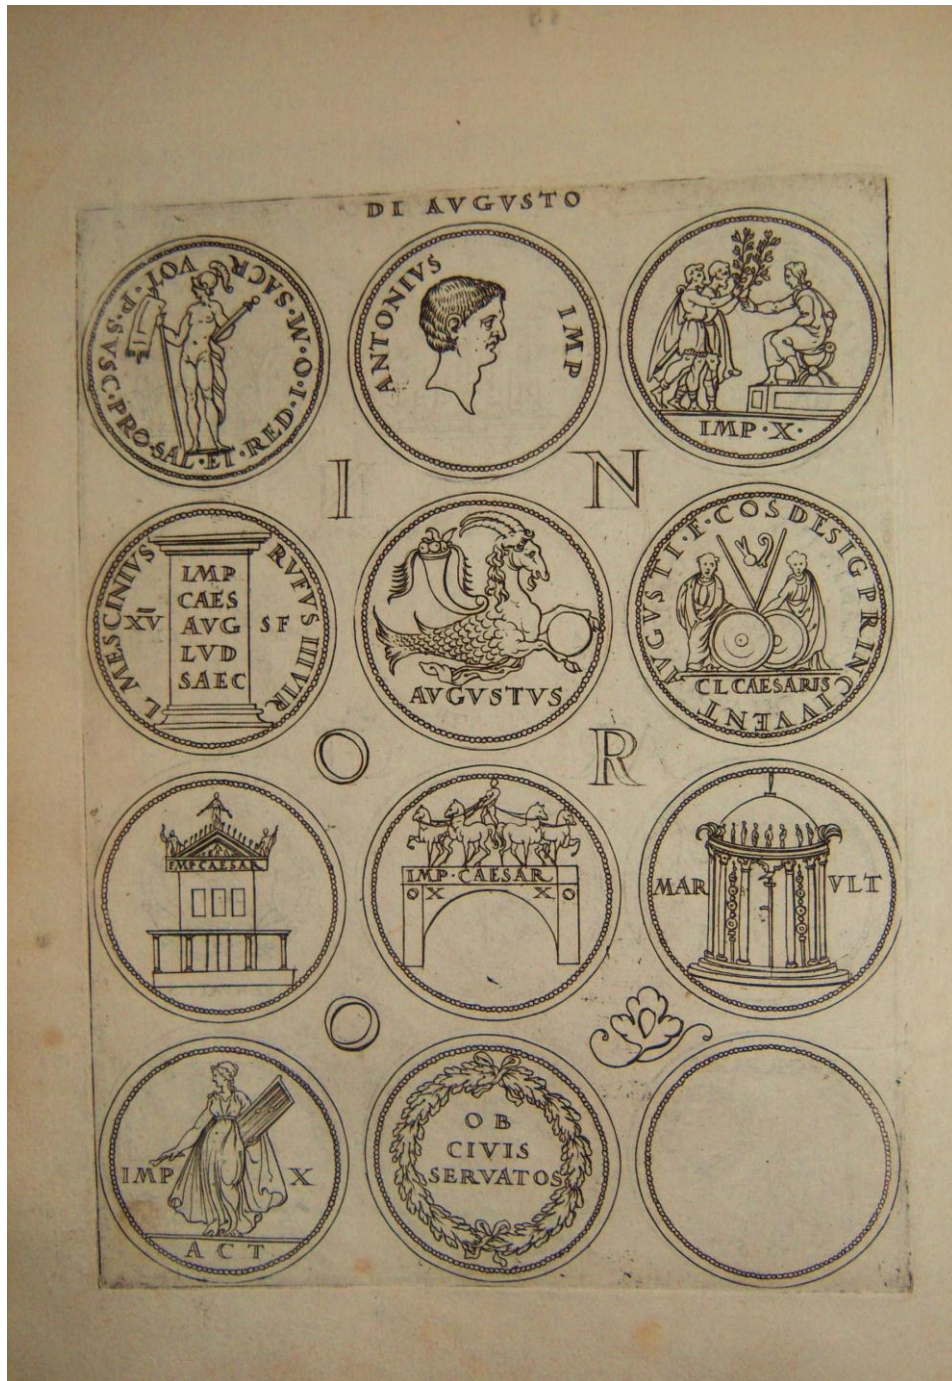 DI AVGVSTO
I·O·M·SACR VOT·P·SVSC·PRO·SAL·ET·RED·
ANTONIVS IMP
IMP·X·
I N
L MESCINIVS RVFVS IIIVIR
XV S F
IMP
CAES
AVG
LVD
SAEC
AVGVSTVS
AVGVSTI·F·COS DESIG PRINC IVVENT
CL CAESARIS
O R
IMP CAESAR
IMP·CAESAR
O X X O
MAR VLT
O
IMP X
ACT
OB
CIVIS
SERVATOS